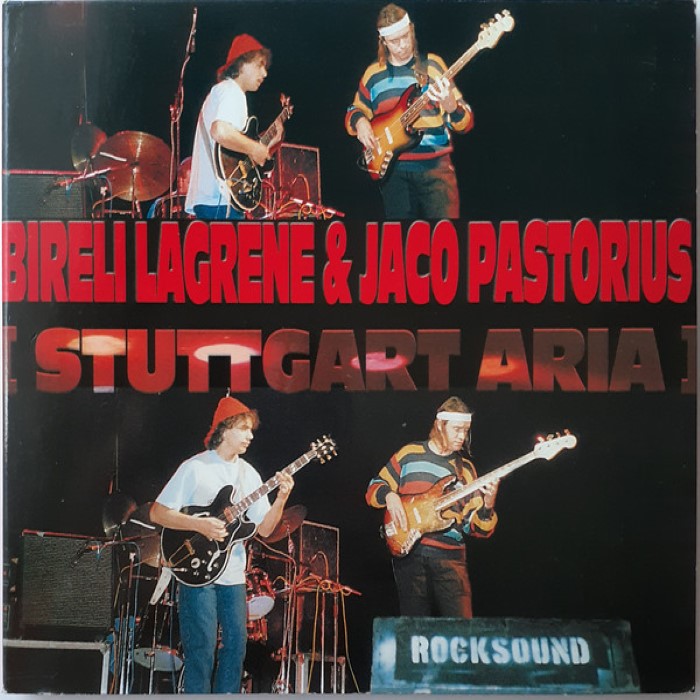 BIRELI LAGRENE & JACO PASTORIUS
[ STUTTGART ARIA ]
ROCKSOUND